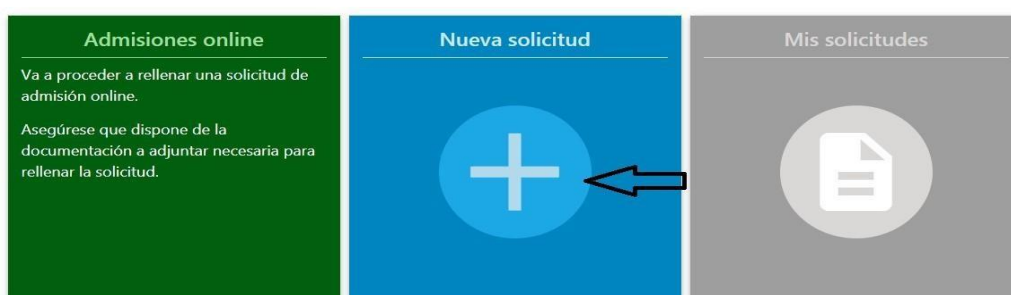 Admisiones online
Va a proceder a rellenar una solicitud de
admisión online.
Asegúrese que dispone de la
documentación a adjuntar necesaria para
rellenar la solicitud.
Nueva solicitud
Mis solicitudes